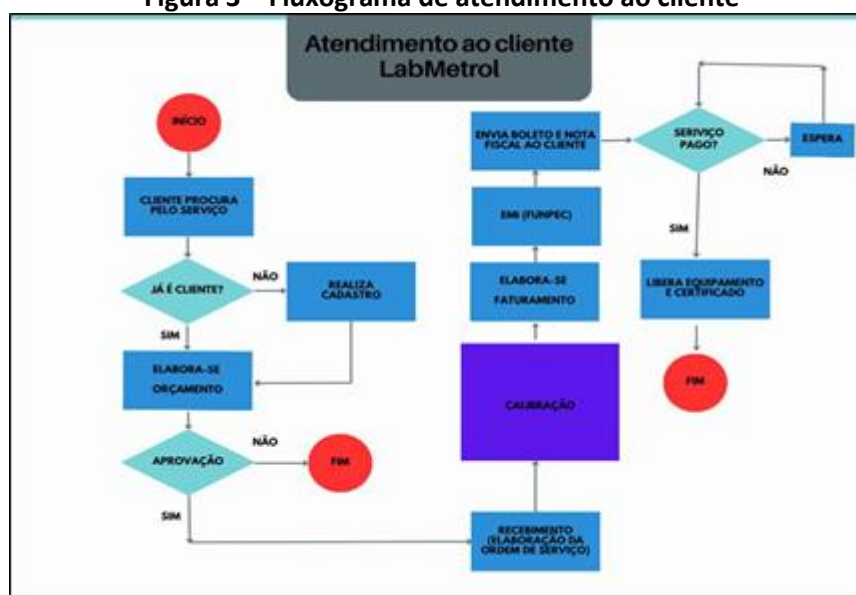 Figura 3 – Fluxograma de atendimento ao cliente
Atendimento ao cliente
LabMetrol
INÍCIO
CLIENTE PROCURA
PELO SERVIÇO
JÁ É CLIENTE?
NÃO
REALIZA
CADASTRO
SIM
ELABORA-SE
ORÇAMENTO
APROVAÇÃO
NÃO
FIM
SIM
RECEBIMENTO
(ELABORAÇÃO DA
ORDEM DE SERVIÇO)
CALIBRAÇÃO
ELABORA-SE
FATURAMENTO
EMI (FUNPEC)
ENVIA BOLETO E NOTA
FISCAL AO CLIENTE
SERIVIÇO
PAGO?
NÃO
ESPERA
SIM
LIBERA EQUIPAMENTO
E CERTIFICADO
FIM